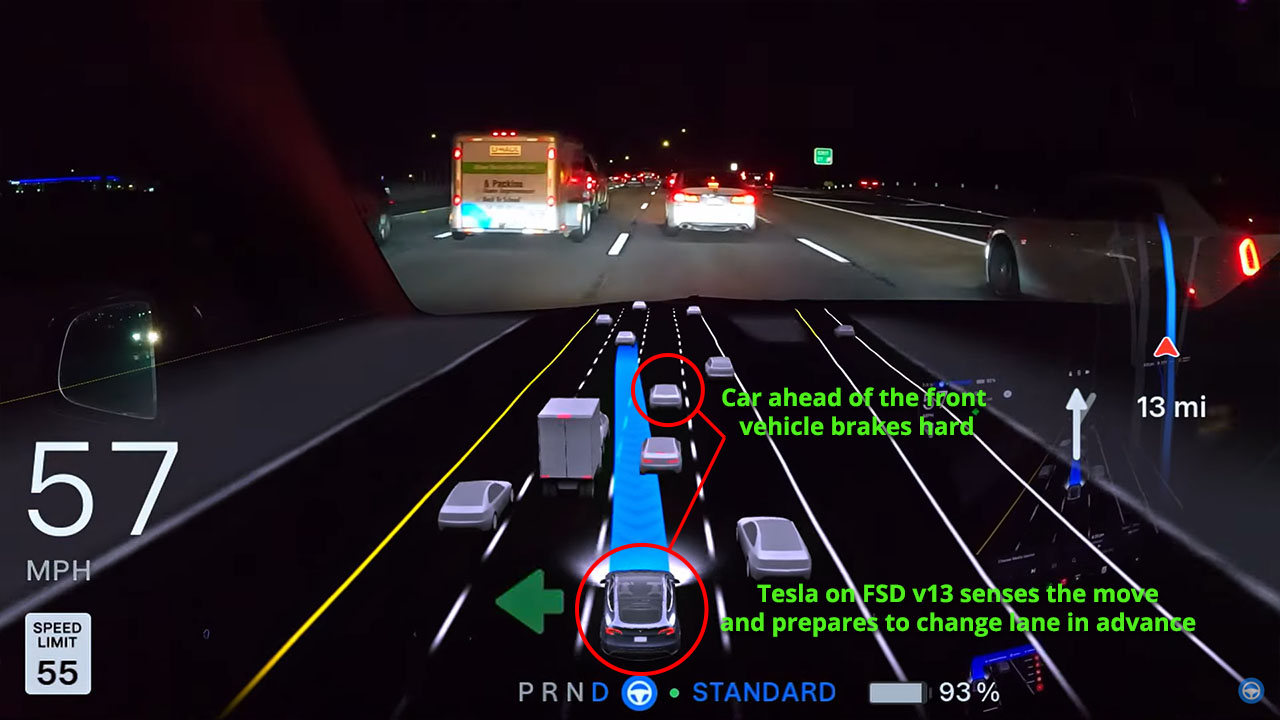 U-HAUL
57
MPH
SPEED
LIMIT
55
13 mi
Car ahead of the front
vehicle brakes hard
Tesla on FSD v13 senses the move
and prepares to change lane in advance
P R N D
STANDARD
93 %